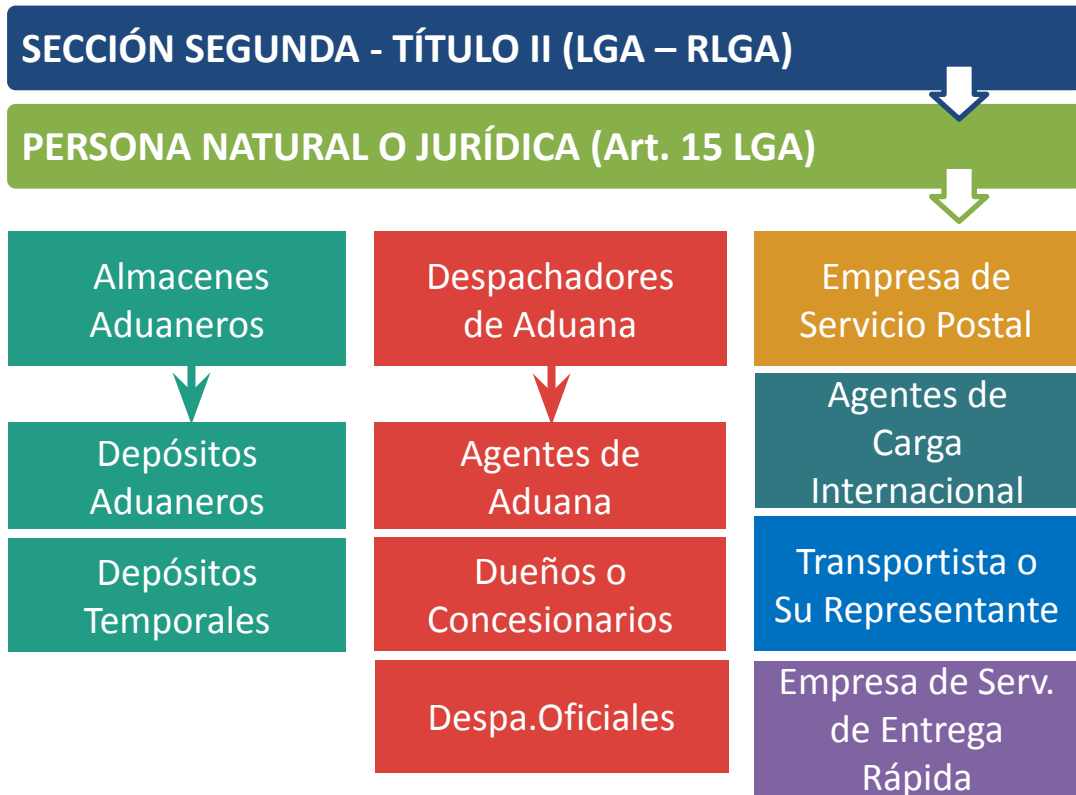 SECCIÓN SEGUNDA - TÍTULO II (LGA – RLGA)
PERSONA NATURAL O JURÍDICA (Art. 15 LGA)
Almacenes
Aduaneros
Depósitos
Aduaneros
Depósitos
Temporales
Despachadores
de Aduana
Agentes de
Aduana
Dueños o
Concesionarios
Despa.Oficiales
Empresa de
Servicio Postal
Agentes de
Carga
Internacional
Transportista o
Su Representante
Empresa de Serv.
de Entrega
Rápida